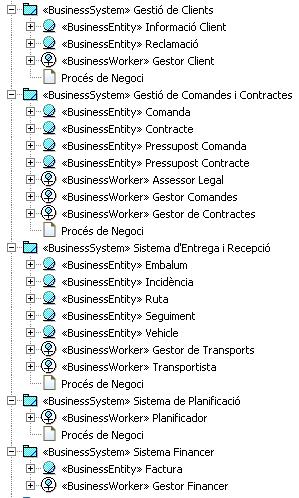 «BusinessSystem» Gestió de Clients
«BusinessEntity» Informació Client
«BusinessEntity» Reclamació
«BusinessWorker» Gestor Client
Procés de Negoci
«BusinessSystem» Gestió de Comandes i Contractes
«BusinessEntity» Comanda
«BusinessEntity» Contracte
«BusinessEntity» Pressupost Comanda
«BusinessEntity» Pressupost Contracte
«BusinessWorker» Assessor Legal
«BusinessWorker» Gestor Comandes
«BusinessWorker» Gestor de Contractes
Procés de Negoci
«BusinessSystem» Sistema d'Entrega i Recepció
«BusinessEntity» Embalum
«BusinessEntity» Incidència
«BusinessEntity» Ruta
«BusinessEntity» Seguiment
«BusinessEntity» Vehicle
«BusinessWorker» Gestor de Transports
«BusinessWorker» Transportista
Procés de Negoci
«BusinessSystem» Sistema de Planificació
«BusinessWorker» Planificador
Procés de Negoci
«BusinessSystem» Sistema Financer
«BusinessEntity» Factura
«BusinessWorker» Gestor Financer